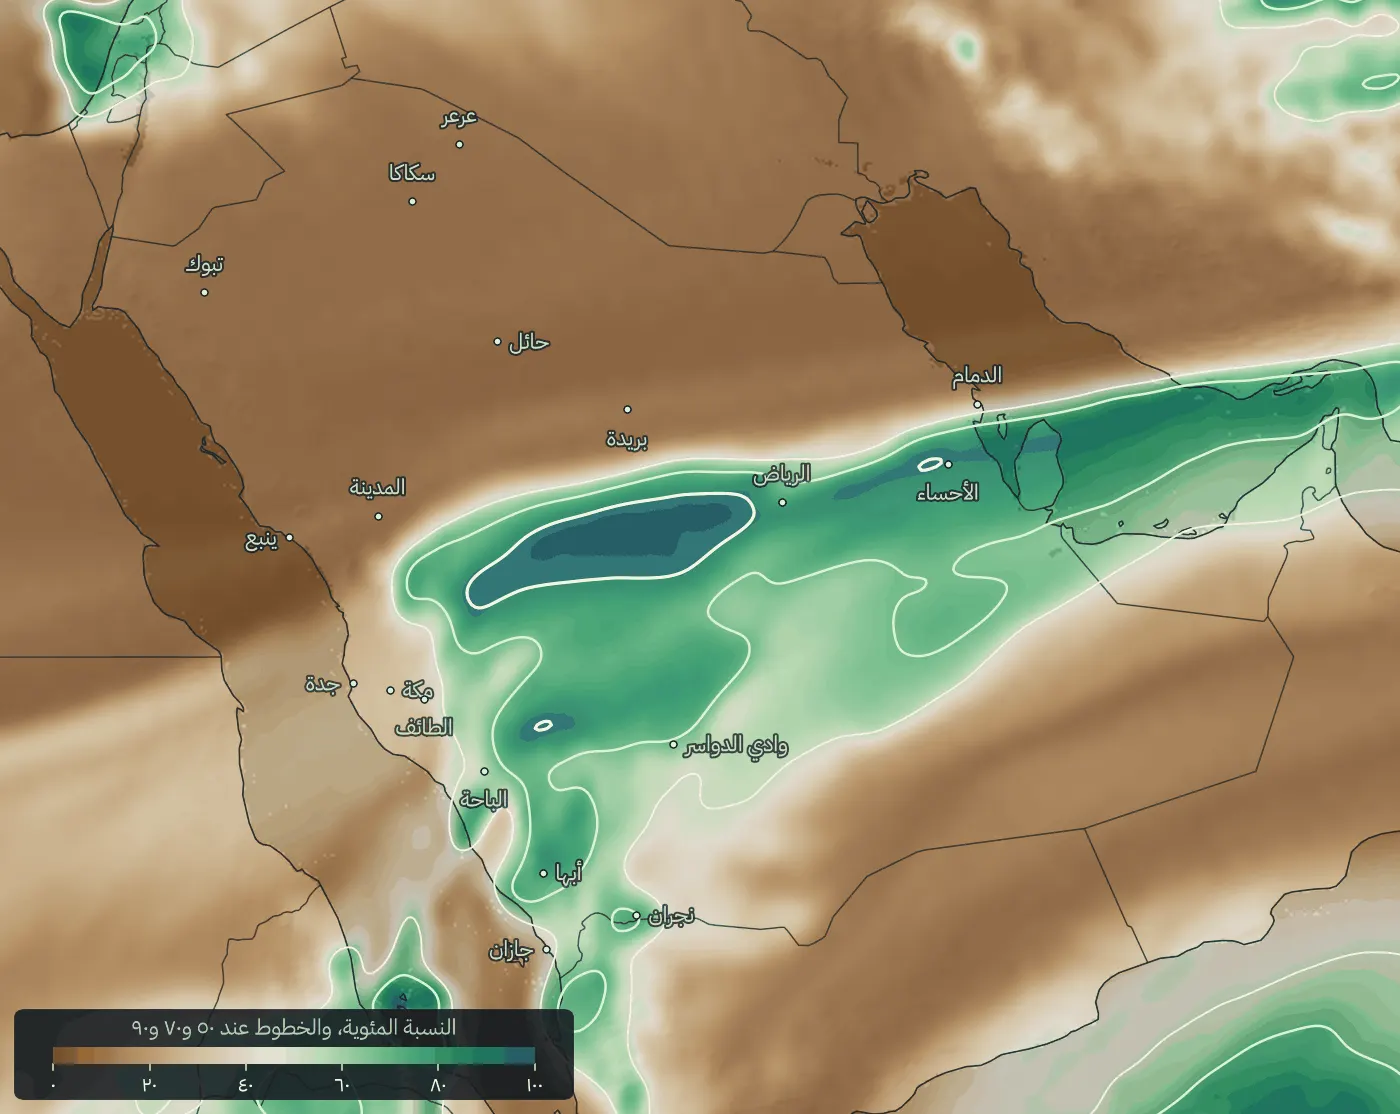 عرعر
سكاكا
تبوك
حائل
الدمام
بريدة
الرياض
المدينة
الأحساء
ينبع
جدة
مكة
الطائف
وادي الدواسر
الباحة
أبها
نجران
جازان
النسبة المئوية، والخطوط عند ٥٠ و٧٠ و٩٠
٠ ٢٠ ٤٠ ٦٠ ٨٠ ١٠٠